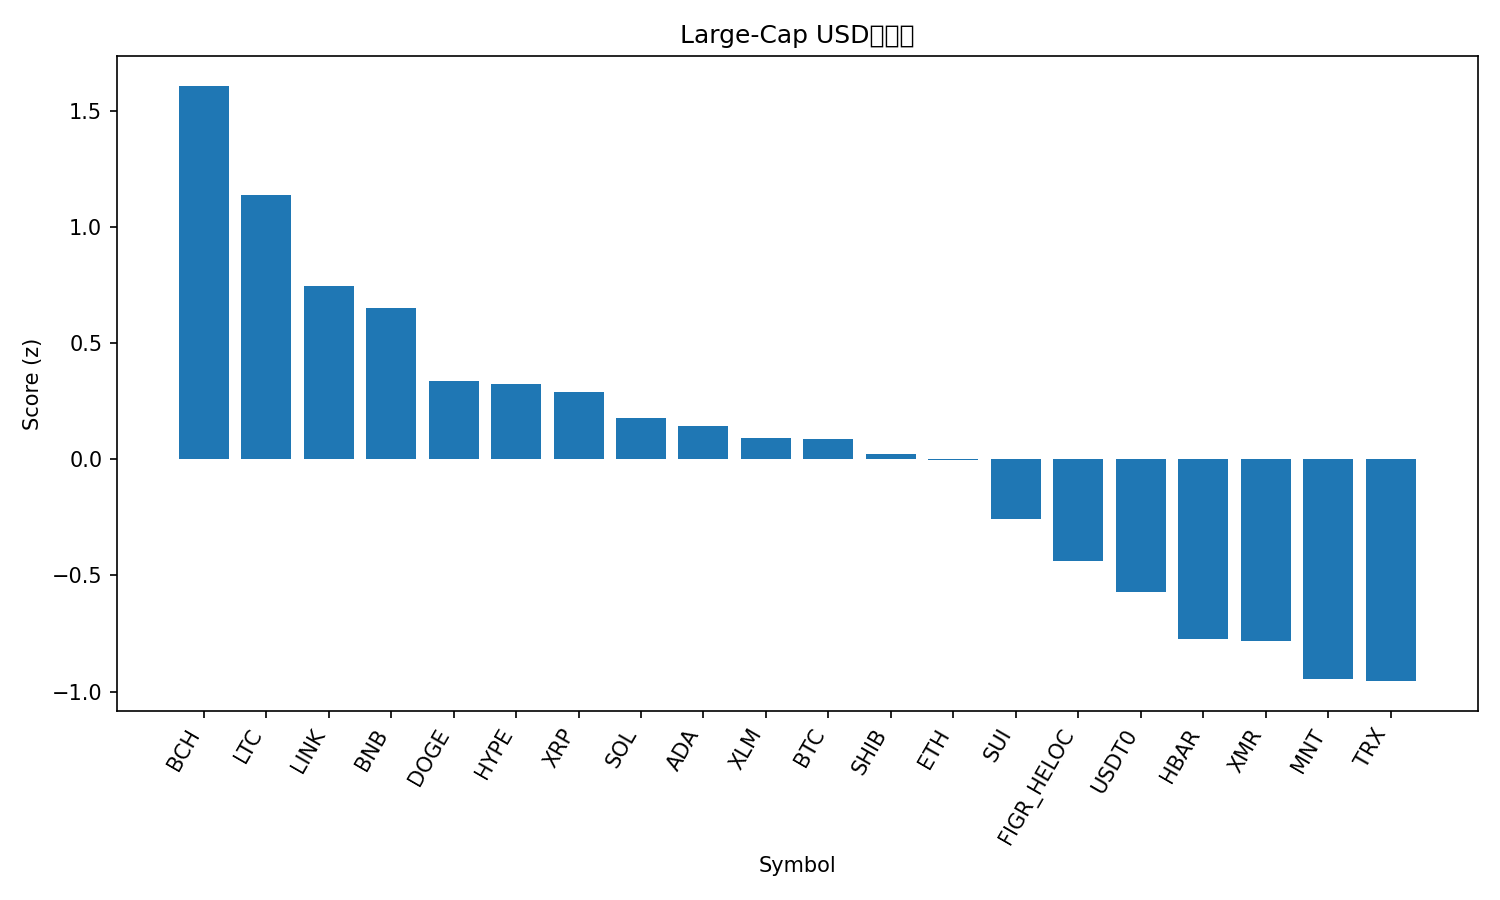 Large-Cap USD
Score (z)
1.5
1.0
0.5
0.0
−0.5
−1.0
BCH
LTC
LINK
BNB
DOGE
HYPE
XRP
SOL
ADA
XLM
BTC
SHIB
ETH
SUI
FIGR_HELOC
USDT0
HBAR
XMR
MNT
TRX
Symbol